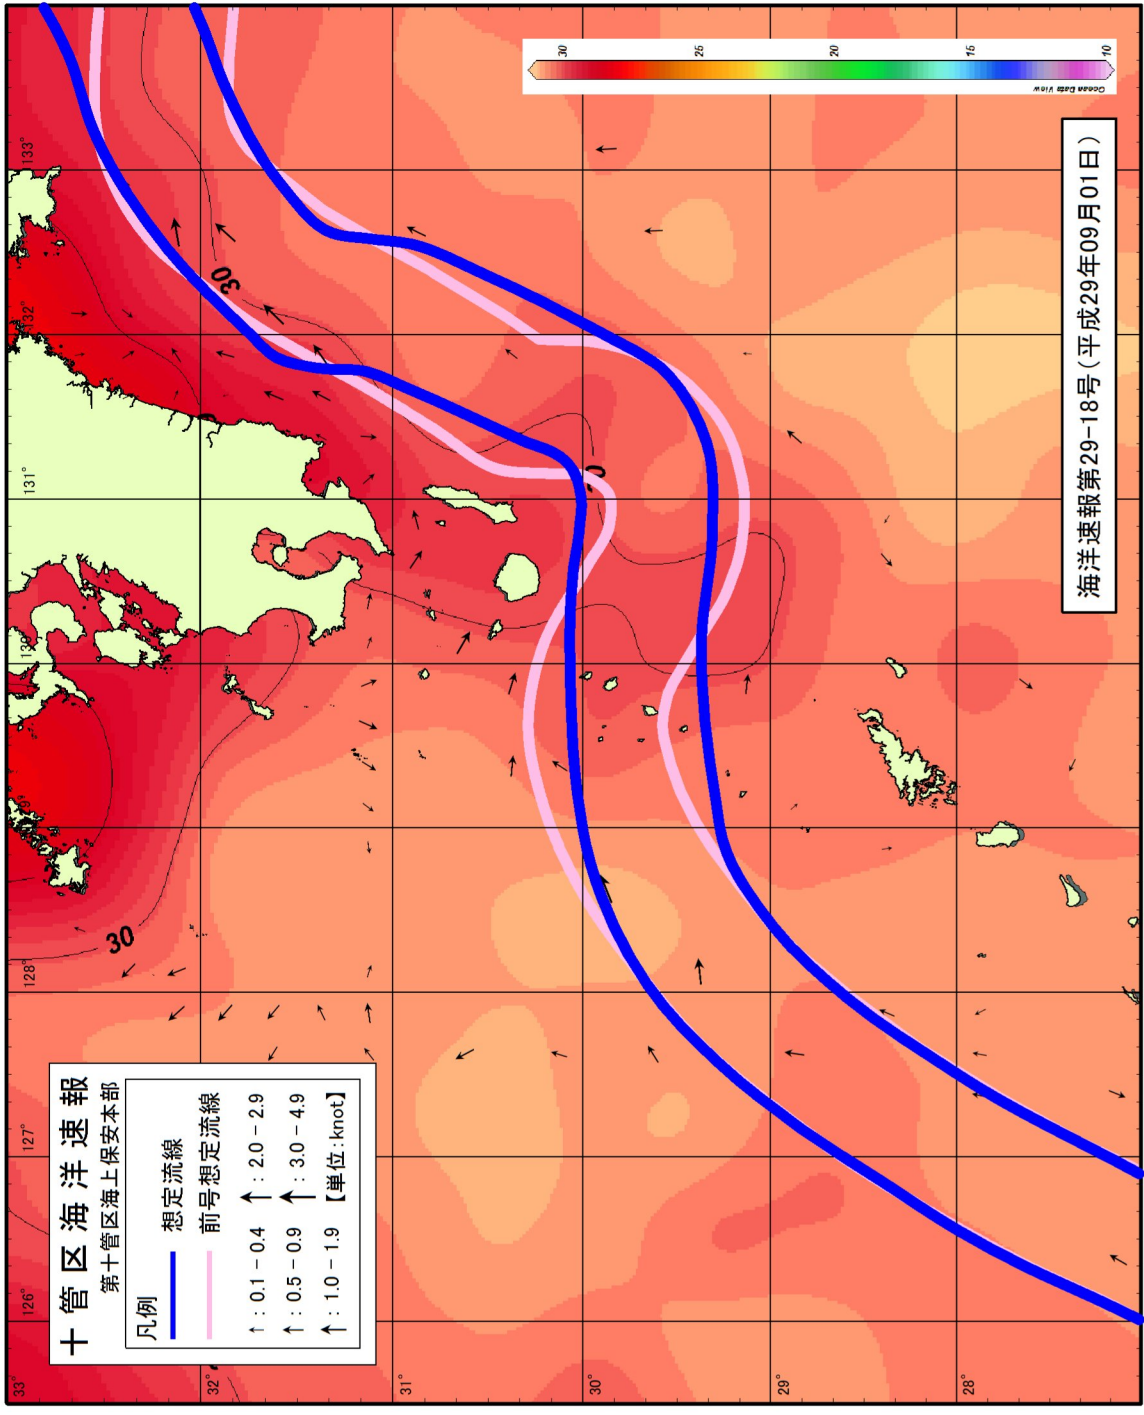 十管区海洋速報
第十管区海上保安本部
凡例
想定流線
前号想定流線
↑: 0.1 - 0.4
↑: 2.0 - 2.9
↑: 0.5 - 0.9
↑: 3.0 - 4.9
↑: 1.0 - 1.9
【単位:knot】
126°
127°
128°
131°
132°
133°
33°
32°
31°
30°
29°
28°
30
30
10
15
20
25
30
Ocean Data View
海洋速報第29-18号(平成29年09月01日)